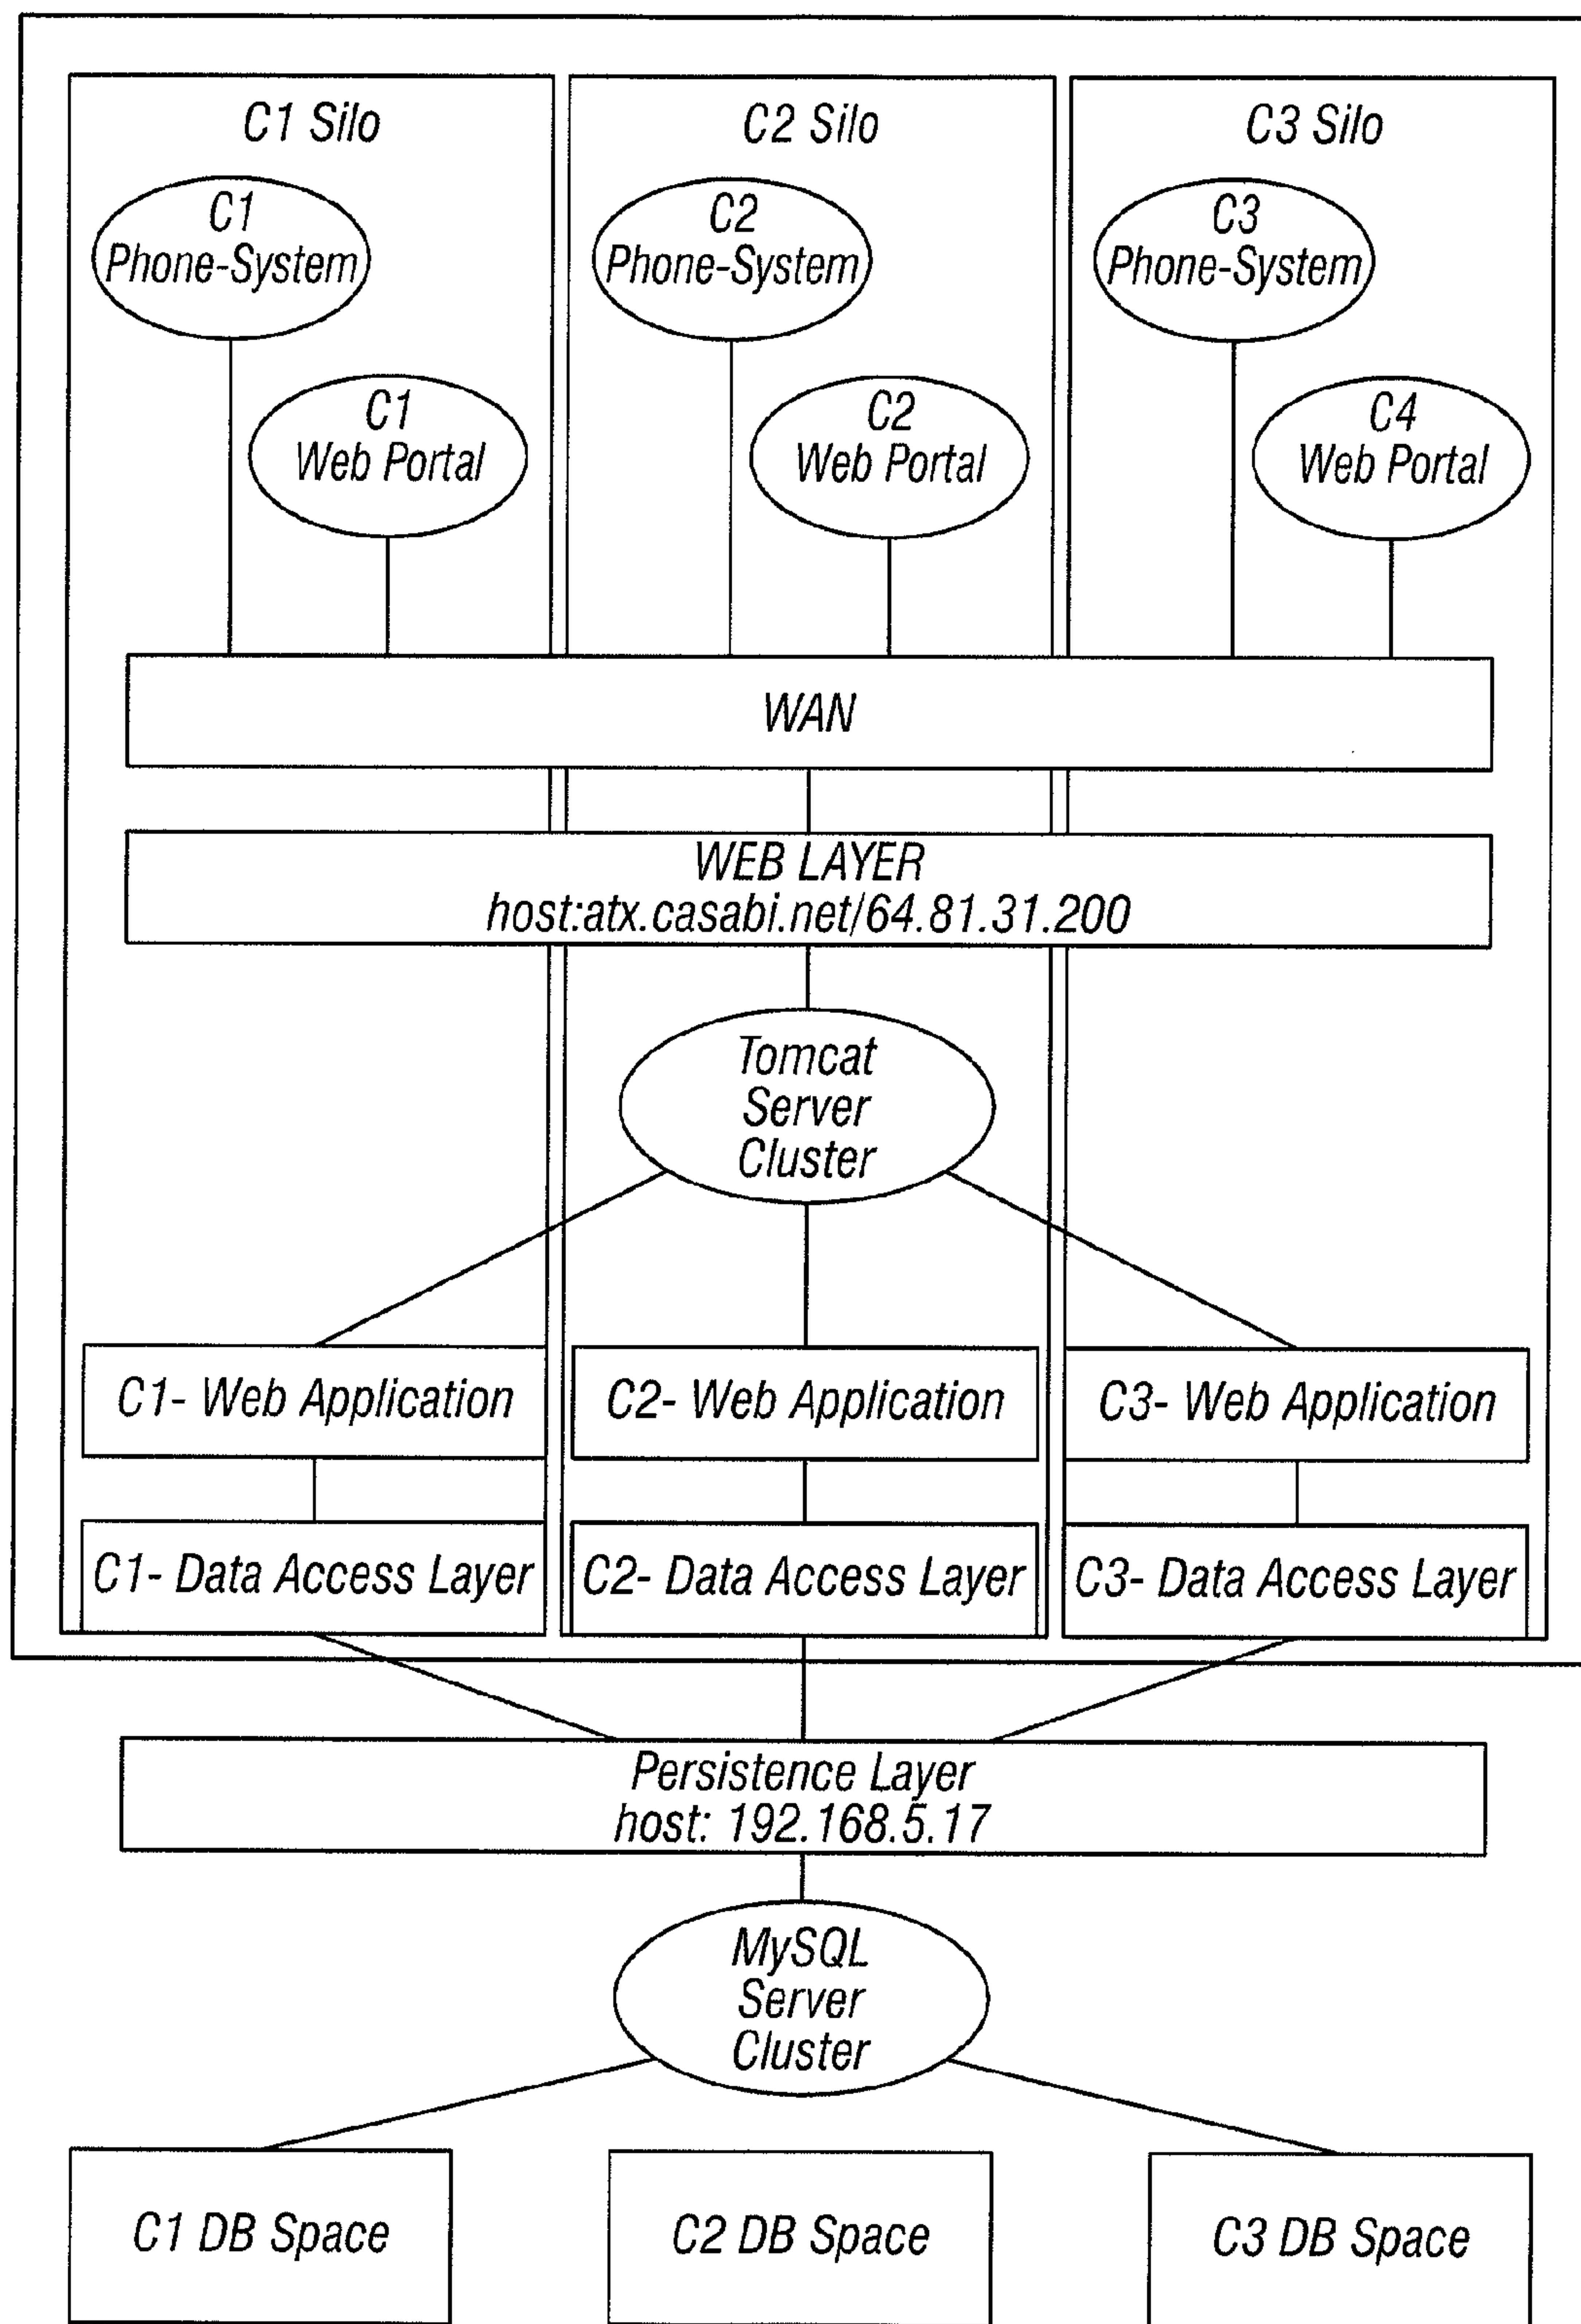 C1 Silo
C2 Silo
C3 Silo
C1
Phone-System
C2
Phone-System
C3
Phone-System
C1
Web Portal
C2
Web Portal
C4
Web Portal
WAN
WEB LAYER
host:atx.casabi.net/64.81.31.200
Tomcat
Server
Cluster
C1- Web Application
C2- Web Application
C3- Web Application
C1- Data Access Layer
C2- Data Access Layer
C3- Data Access Layer
Persistence Layer
host: 192.168.5.17
MySQL
Server
Cluster
C1 DB Space
C2 DB Space
C3 DB Space